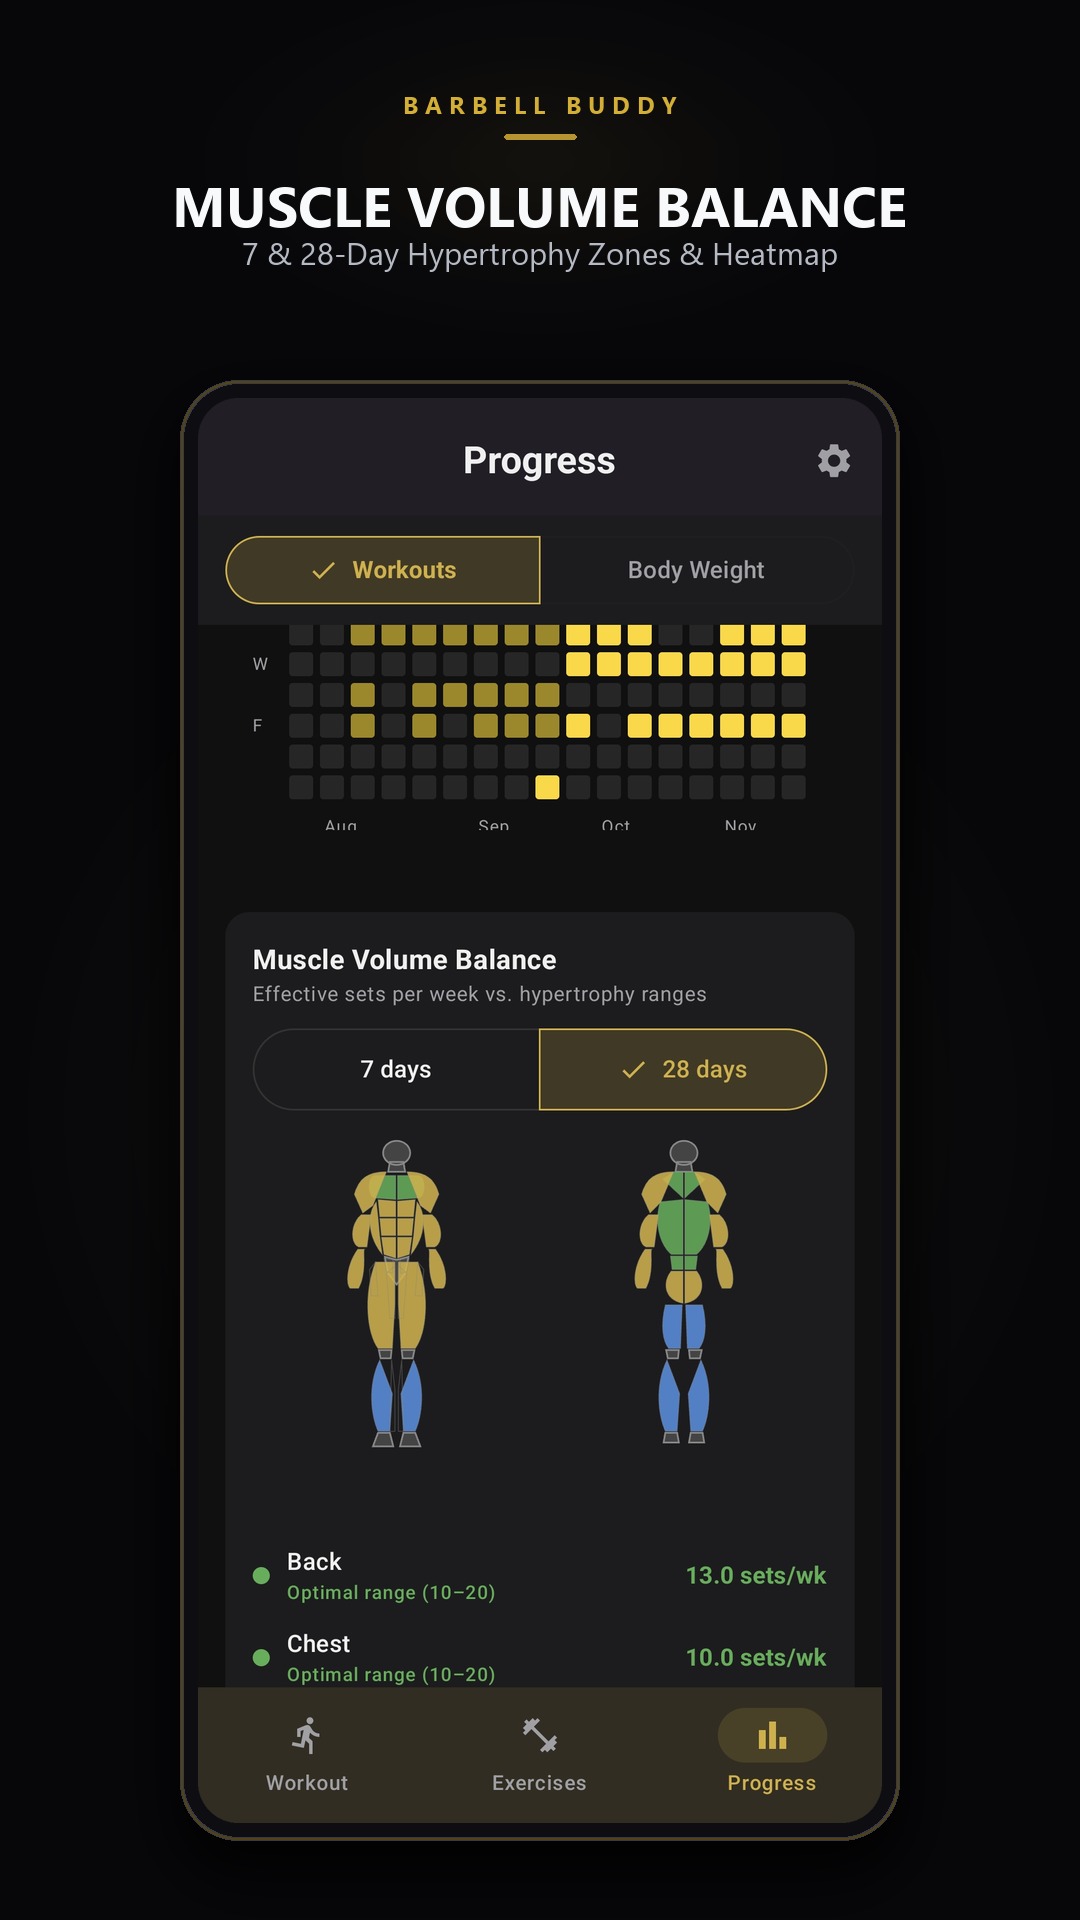 BARBELL BUDDY
MUSCLE VOLUME BALANCE
7 & 28-Day Hypertrophy Zones & Heatmap
Progress
Workouts
Body Weight
W
F
Aug Sep Oct Nov
Muscle Volume Balance
Effective sets per week vs. hypertrophy ranges
7 days
28 days
Back
Optimal range (10–20)
13.0 sets/wk
Chest
Optimal range (10–20)
10.0 sets/wk
Workout
Exercises
Progress